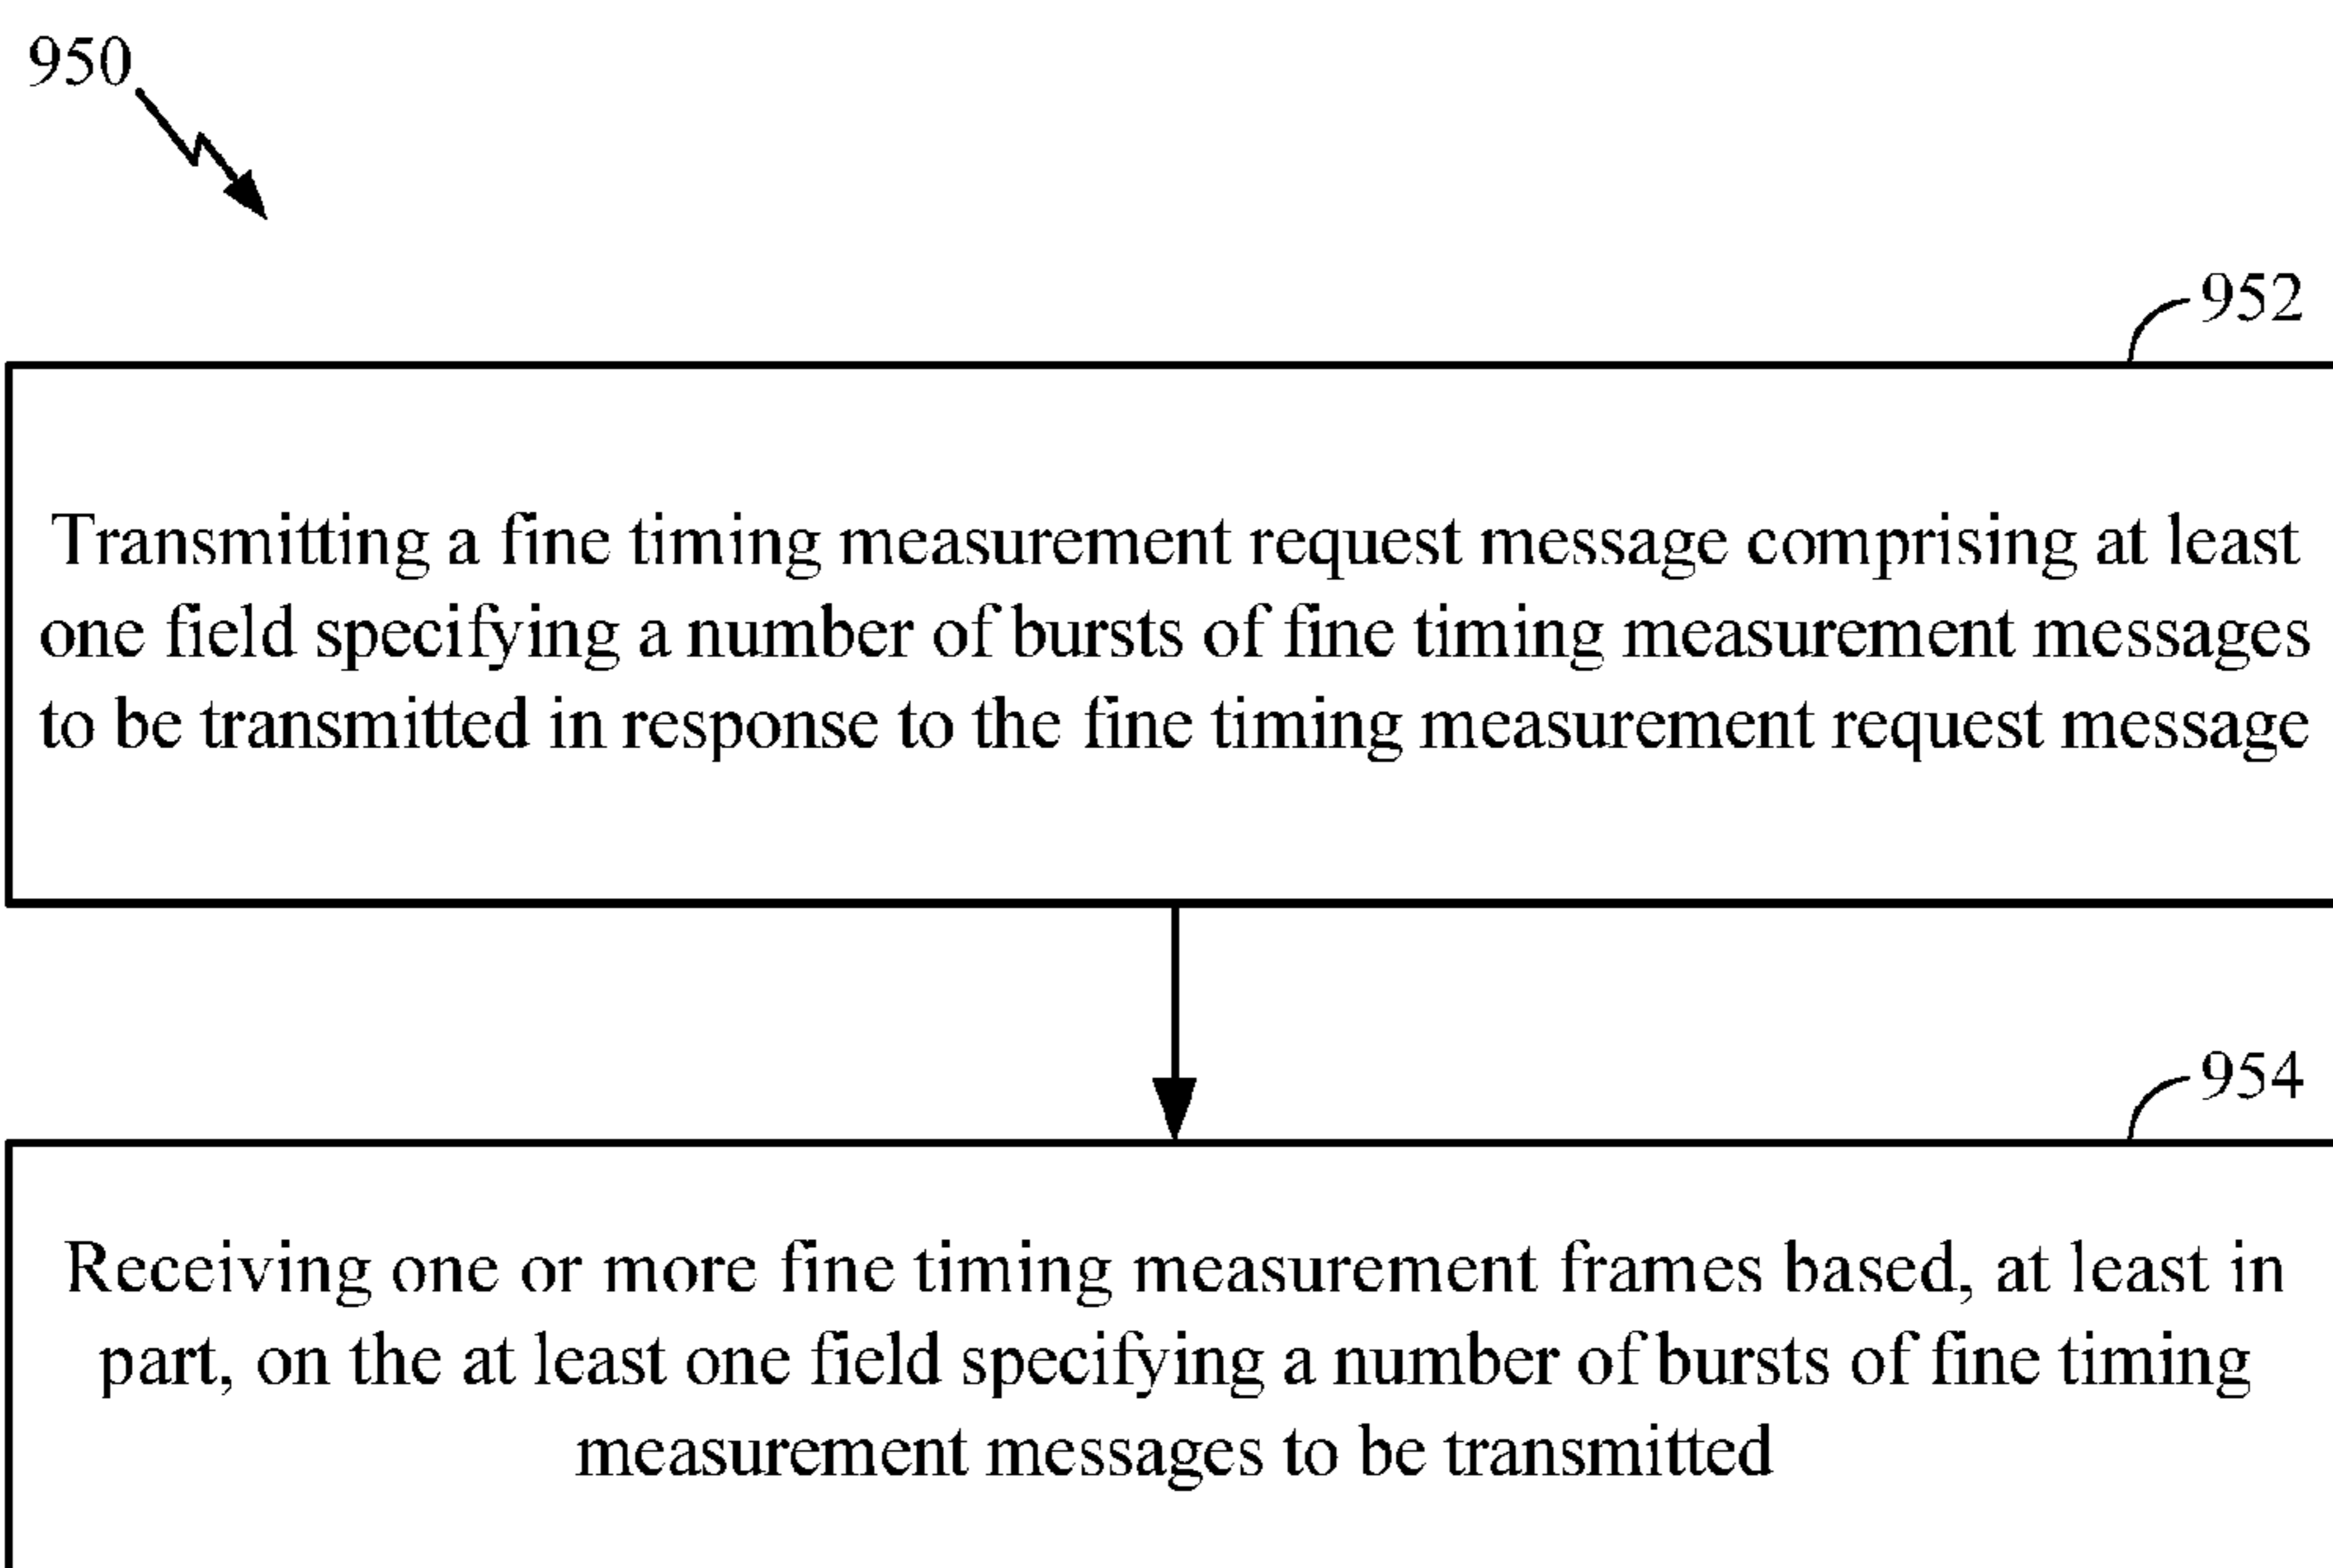 950
952
Transmitting a fine timing measurement request message comprising at least
one field specifying a number of bursts of fine timing measurement messages
to be transmitted in response to the fine timing measurement request message
954
Receiving one or more fine timing measurement frames based, at least in
part, on the at least one field specifying a number of bursts of fine timing
measurement messages to be transmitted